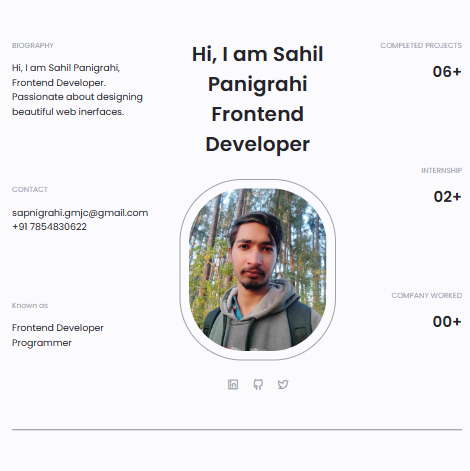 BIOGRAPHY
Hi, I am Sahil Panigrahi,
Frontend Developer.
Passionate about designing
beautiful web inerfaces.
CONTACT
sapnigrahi.gmjc@gmail.com
+91 7854830622
Known as
Frontend Developer
Programmer
Hi, I am Sahil
Panigrahi
Frontend
Developer
in
COMPLETED PROJECTS
06+
INTERNSHIP
02+
COMPANY WORKED
00+